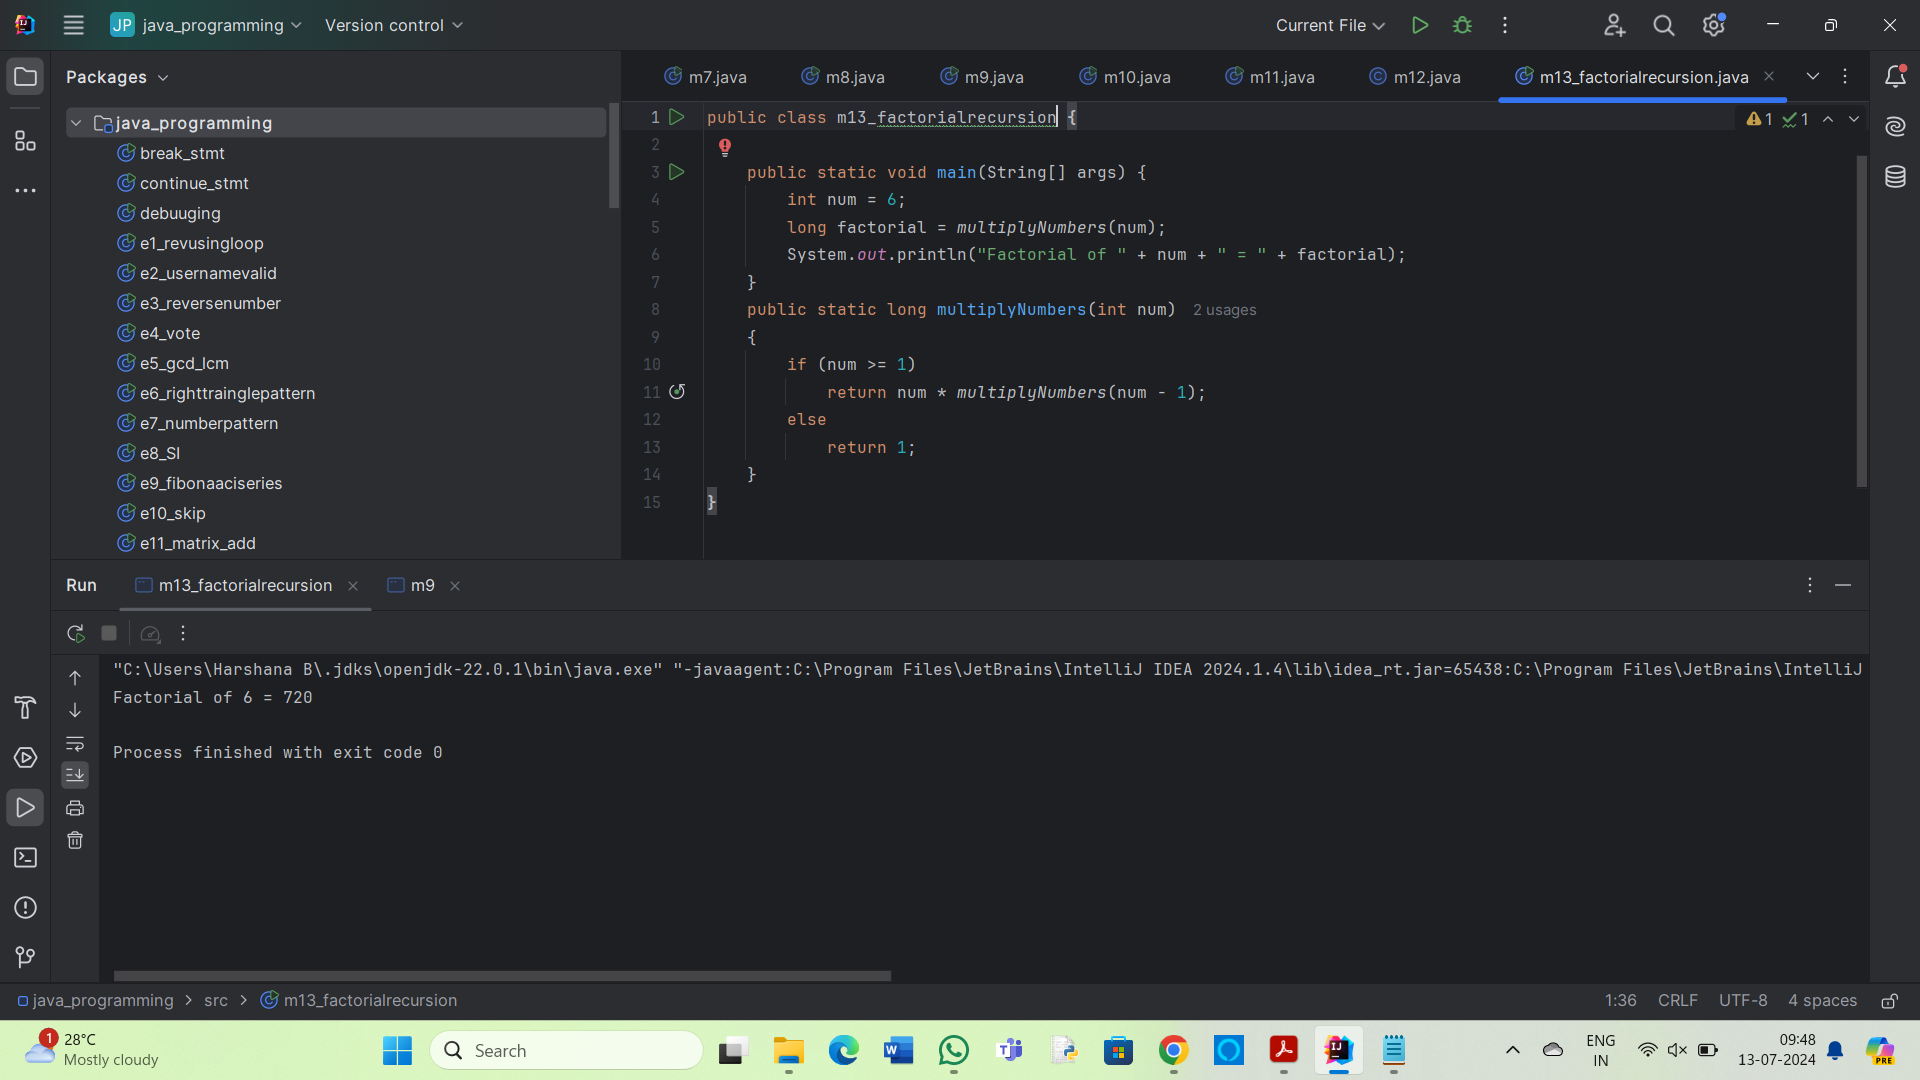 JP java_programming Version control Current File
Packages
m7.java m8.java m9.java m10.java m11.java m12.java m13_factorialrecursion.java
java_programming
break_stmt
continue_stmt
debuuging
e1_revusingloop
e2_usernamevalid
e3_reversenumber
e4_vote
e5_gcd_lcm
e6_righttrainglepattern
e7_numberpattern
e8_SI
e9_fibonaaciseries
e10_skip
e11_matrix_add
1 public class m13_factorialrecursion { 1 1
2
3 public static void main(String[] args) {
4 int num = 6;
5 long factorial = multiplyNumbers(num);
6 System.out.println("Factorial of " + num + " = " + factorial);
7 }
8 public static long multiplyNumbers(int num) 2 usages
9 {
10 if (num >= 1)
11 return num * multiplyNumbers(num - 1);
12 else
13 return 1;
14 }
15 }
Run m13_factorialrecursion m9
"C:\Users\Harshana B\.jdks\openjdk-22.0.1\bin\java.exe" "-javaagent:C:\Program Files\JetBrains\IntelliJ IDEA 2024.1.4\lib\idea_rt.jar=65438:C:\Program Files\JetBrains\IntelliJ
Factorial of 6 = 720
Process finished with exit code 0
java_programming > src > m13_factorialrecursion 1:36 CRLF UTF-8 4 spaces
1 28°C
Mostly cloudy
Search
ENG
IN
09:48
13-07-2024
PRE